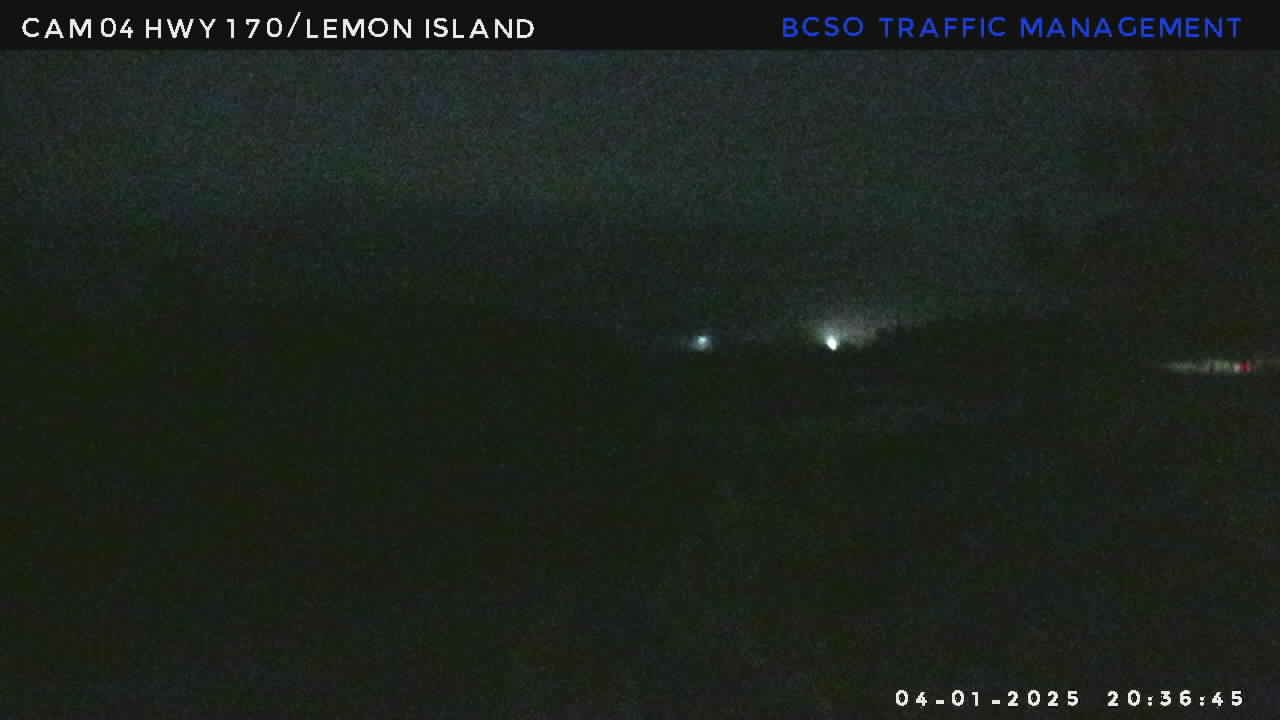 CAM04 HWY 170/LEMON ISLAND
BCSO TRAFFIC MANAGEMENT
04-01-2025 20:36:45